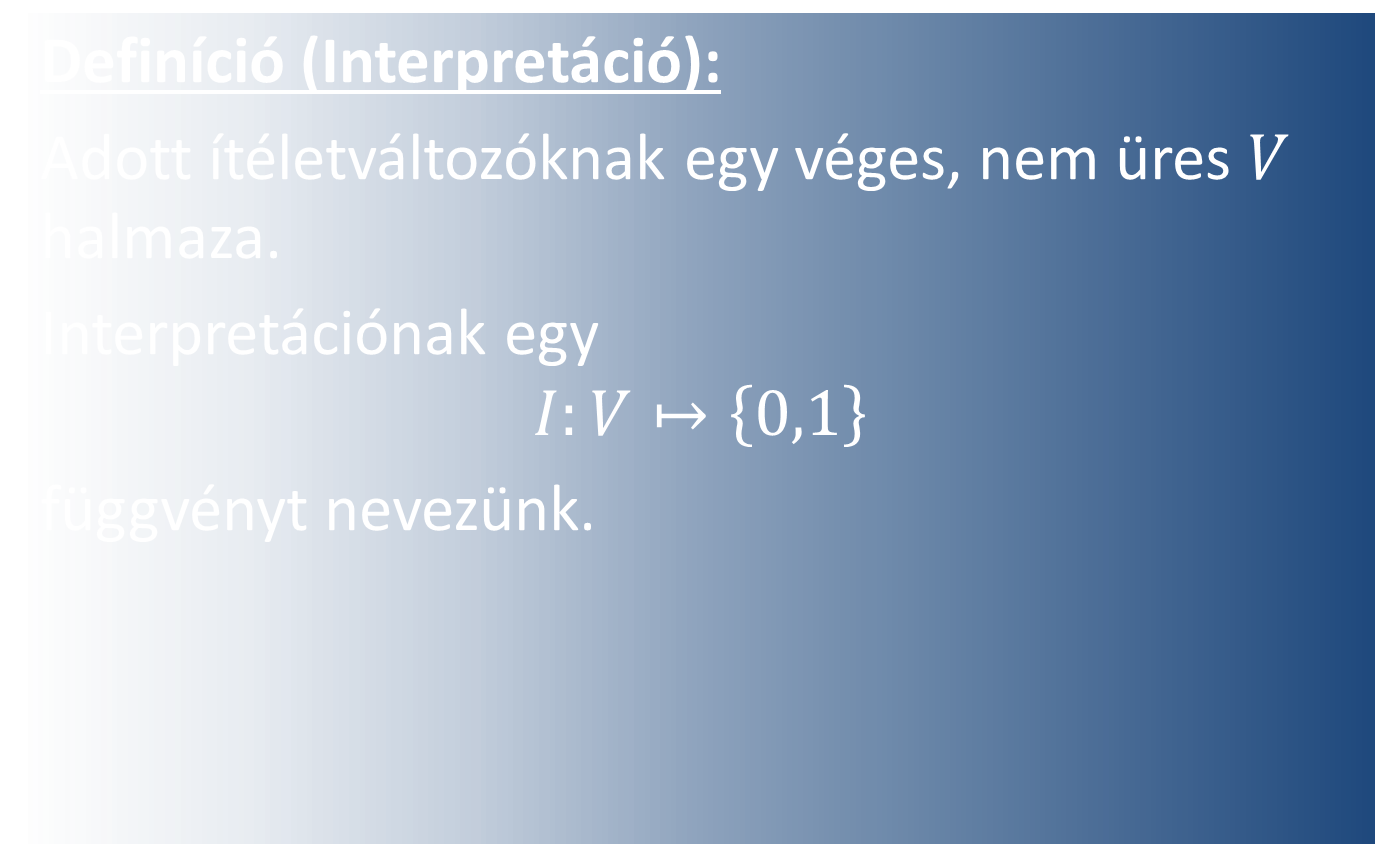 Definíció (Interpretáció):
Adott ítéletváltozóknak egy véges, nem üres V
halmaza.
Interpretációnak egy
I: V ↦ {0,1}
függvényt nevezünk.